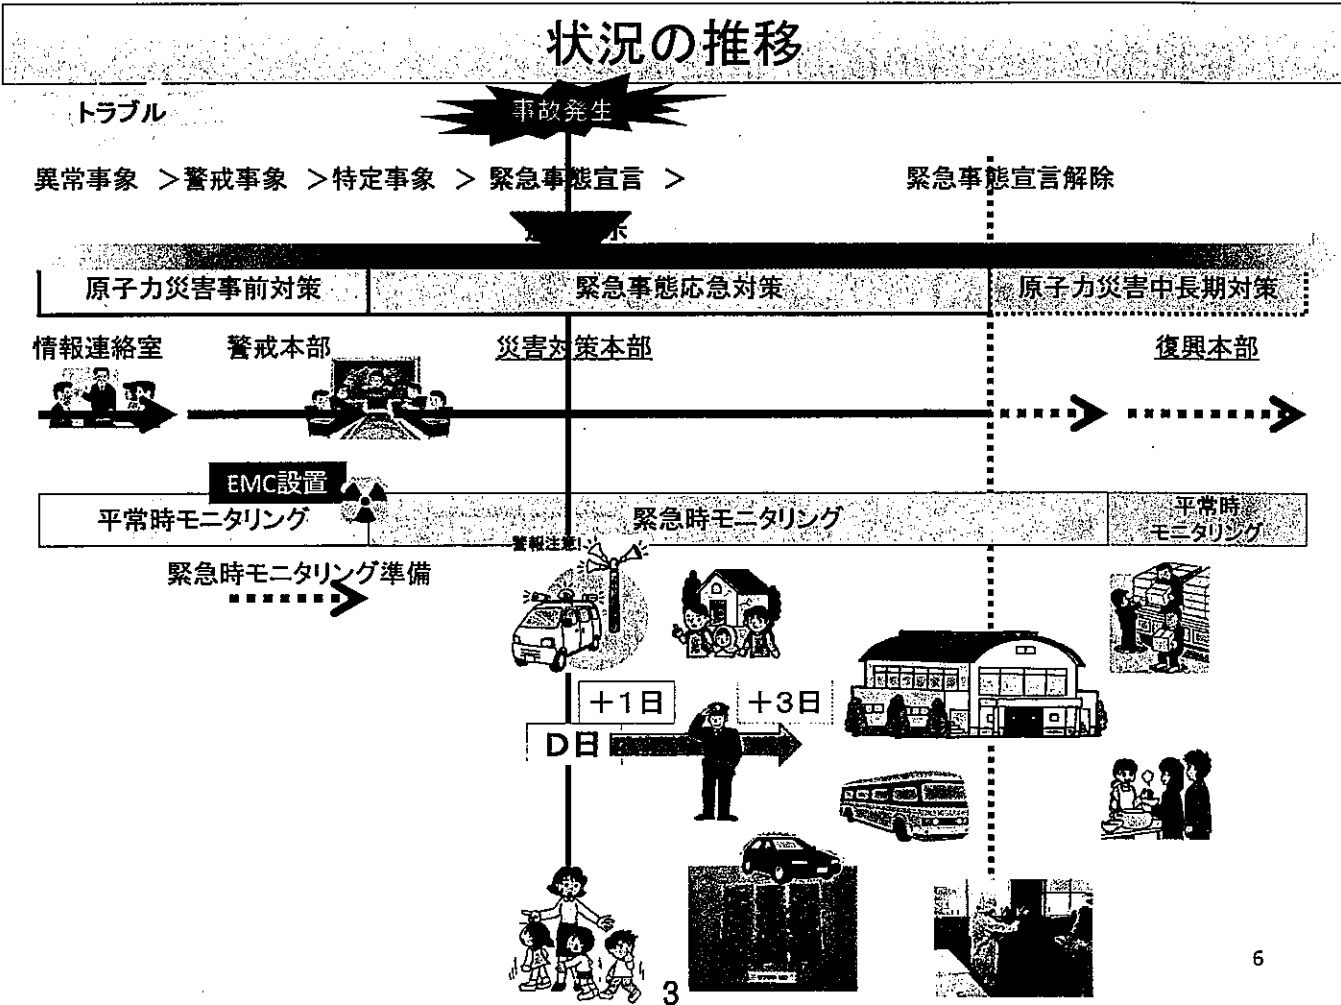 状況の推移
トラブル
事故発生
異常事象 >警戒事象 >特定事象 > 緊急事態宣言 >
緊急事態宣言解除
原子力災害事前対策
緊急事態応急対策
原子力災害中長期対策
情報連絡室
警戒本部
災害対策本部
復興本部
EMC設置
平常時モニタリング
緊急時モニタリング
平常時
モニタリング
警報注意!
緊急時モニタリング準備
+1日
+3日
D日
6
3